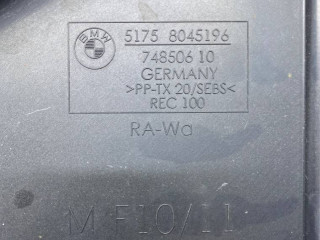 BMW
5175 8045196
748506 10
GERMANY
>PP-TX 20/SEBS<
REC 100
RA-Wa
M F10/11